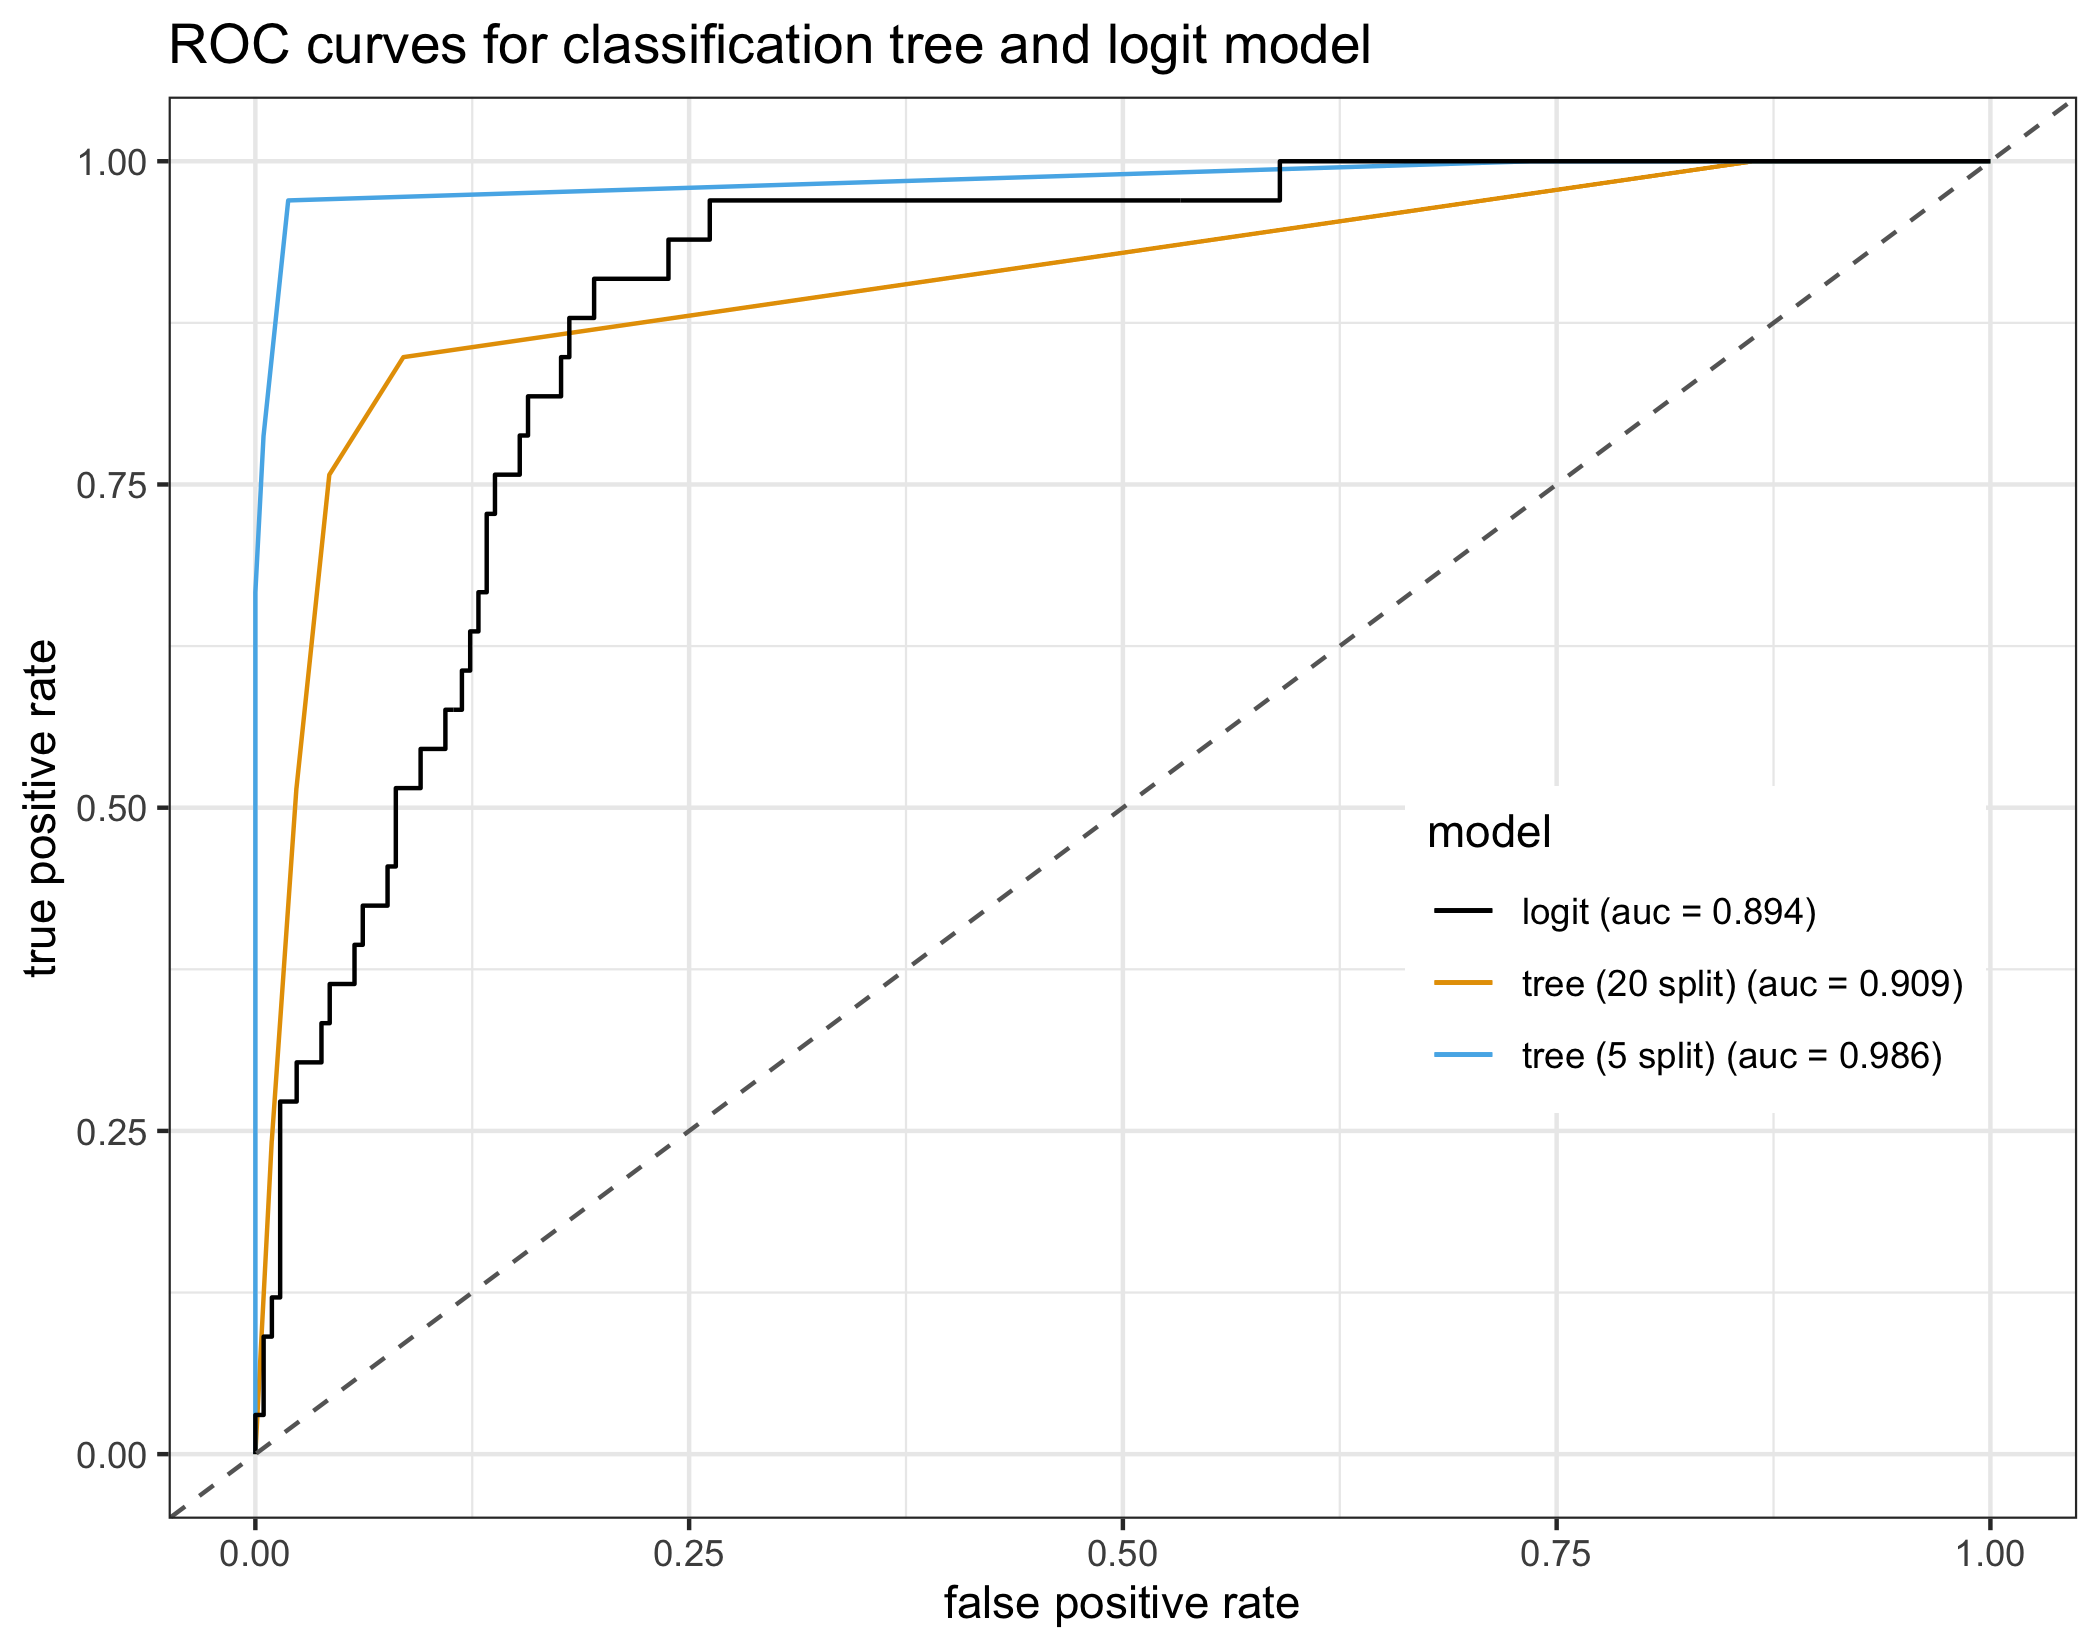 ROC curves for classification tree and logit model
1.00
0.75
0.50
0.25
0.00
true positive rate
model
logit (auc = 0.894)
tree (20 split) (auc = 0.909)
tree (5 split) (auc = 0.986)
0.00 0.25 0.50 0.75 1.00
false positive rate